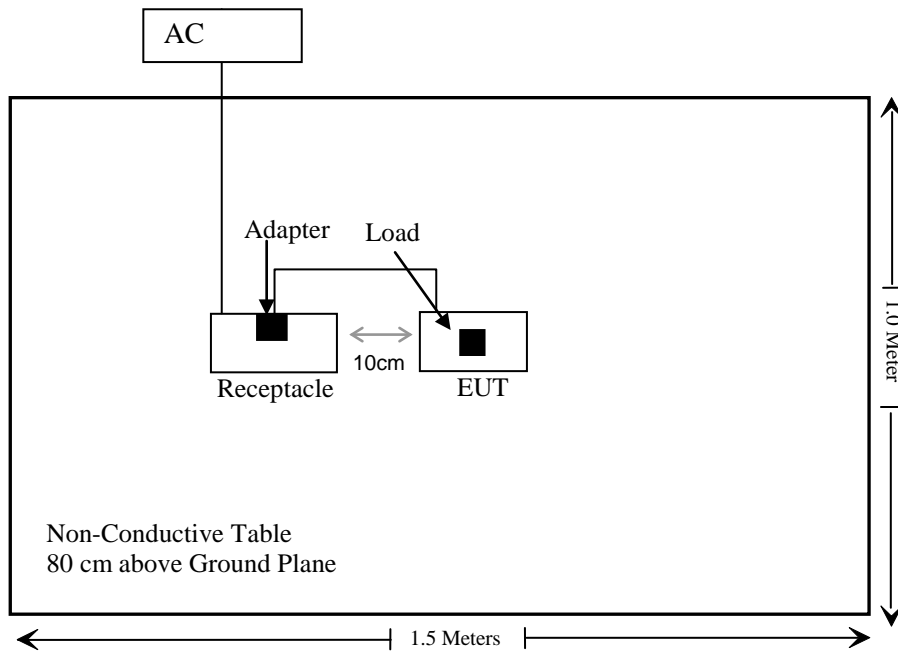 AC
Adapter
Load
10cm
Receptacle
EUT
1.0 Meter
Non-Conductive Table
80 cm above Ground Plane
1.5 Meters